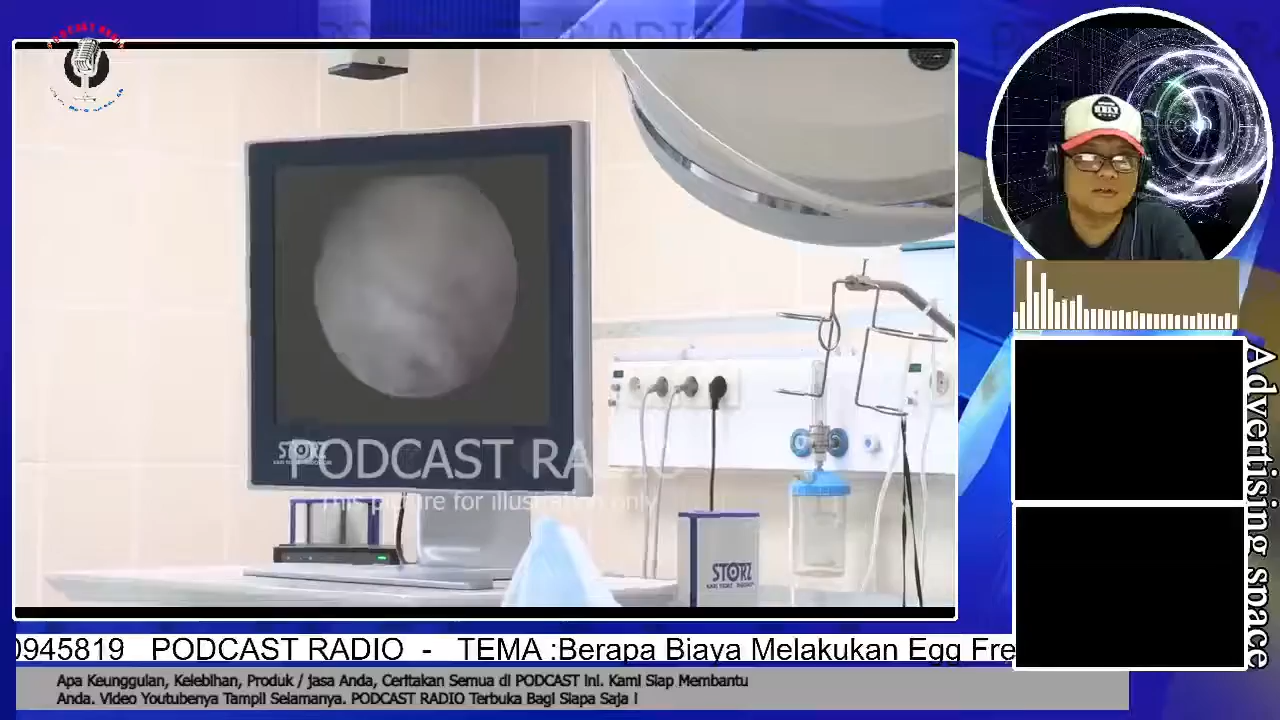 PODCAST RADIO
STORZ
PODCAST RADIO
This picture for illustration only
STORZ
0945819 PODCAST RADIO - TEMA :Berapa Biaya Melakukan Egg Fre
Apa Keunggulan, Kelebihan, Produk / jasa Anda, Ceritakan Semua di PODCAST Ini. Kami Siap Membantu
Anda. Video Youtubenya Tampil Selamanya. PODCAST RADIO Terbuka Bagi Siapa Saja !
Advertising space